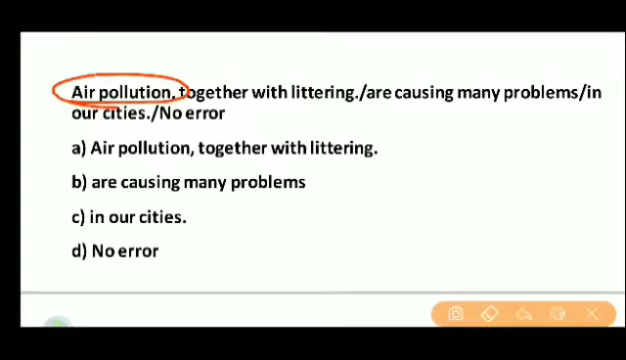 Air pollution, together with littering./are causing many problems/in
our cities./No error
a) Air pollution, together with littering.
b) are causing many problems
c) in our cities.
d) No error